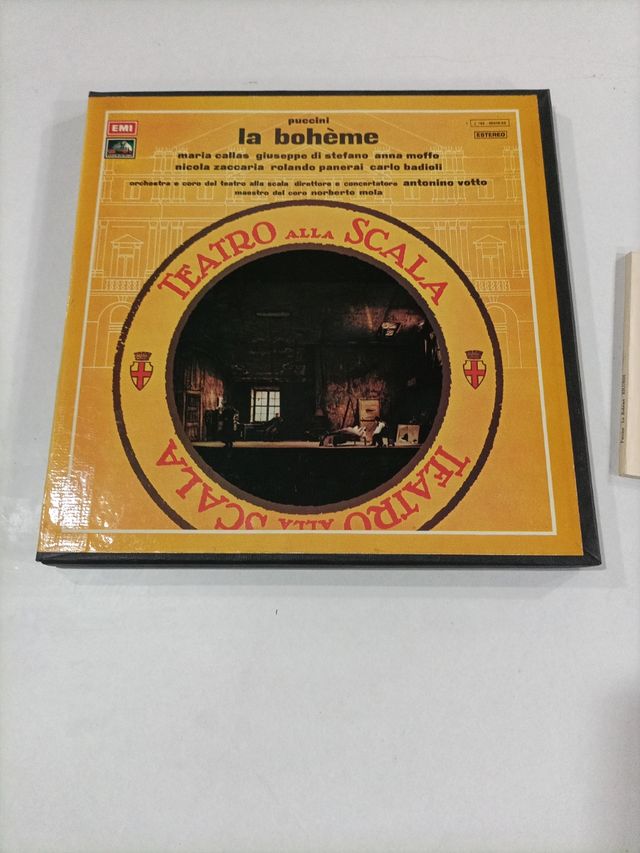 puccini
la bohème
maria callas giuseppe di stefano anna moffo
nicola zaccaria rolando panerai carlo badioli
orchestra e coro del teatro alla scala direttore e concertatore antonino votto
maestro del coro norberto mola
EMI
ESTEREO
TEATRO ALLA SCALA
TEATRO ALLA SCALA